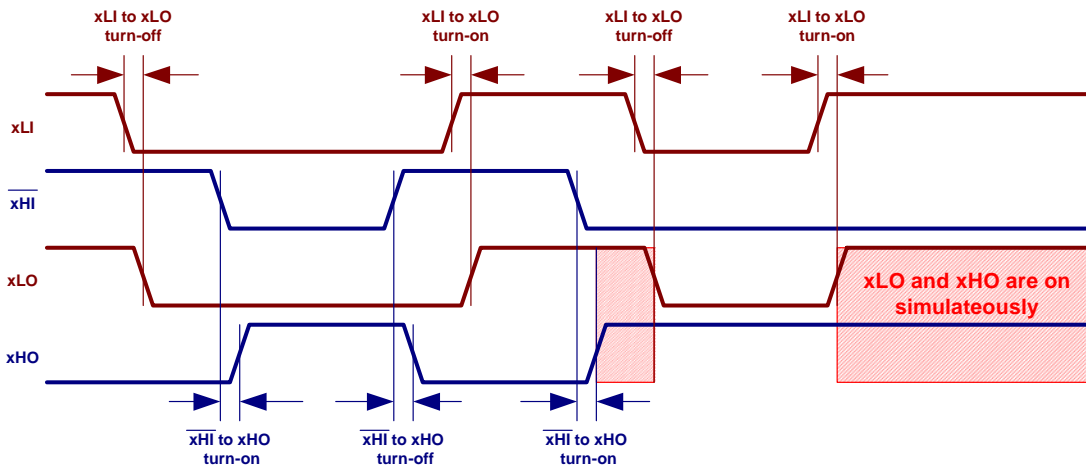 xLI to xLO
turn-off
xLI to xLO
turn-on
xLI to xLO
turn-off
xLI to xLO
turn-on
xLI
xHI
xLO
xLO and xHO are on
simulateously
xHO
xHI to xHO
turn-on
xHI to xHO
turn-off
xHI to xHO
turn-on